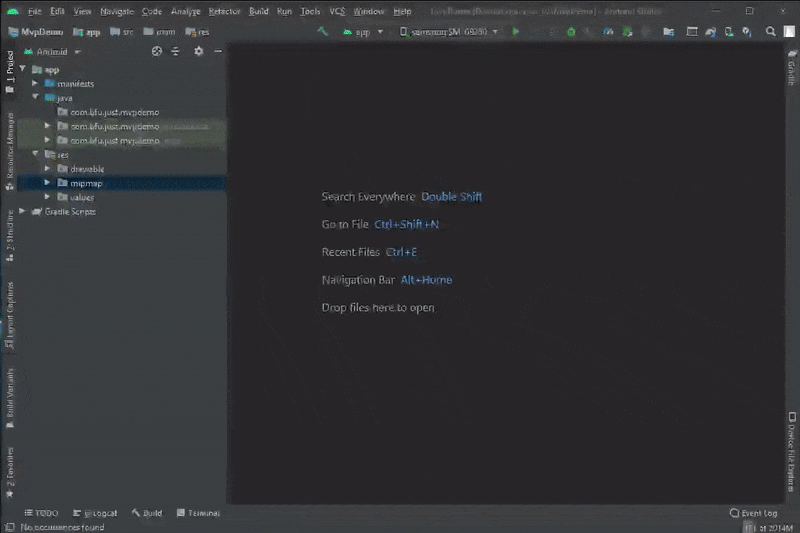 File Edit View Navigate Code Analyze Refactor Build Run Tools VCS Window Help
MvpDemo app src main res
app
samsung SM-G9280
Android
1: Project
Resource Manager
2: Structure
Layout Captures
Build Variants
2: Favorites
app
manifests
java
com.lifu.just.mvpdemo
com.lifu.just.mvpdemo
com.lifu.just.mvpdemo
res
drawable
mipmap
values
Gradle Scripts
Search Everywhere Double Shift
Go to File Ctrl+Shift+N
Recent Files Ctrl+E
Navigation Bar Alt+Home
Drop files here to open
Gradle
Device File Explorer
TODO 6: Logcat Build Terminal
Event Log
No occurrences found
of 2014M